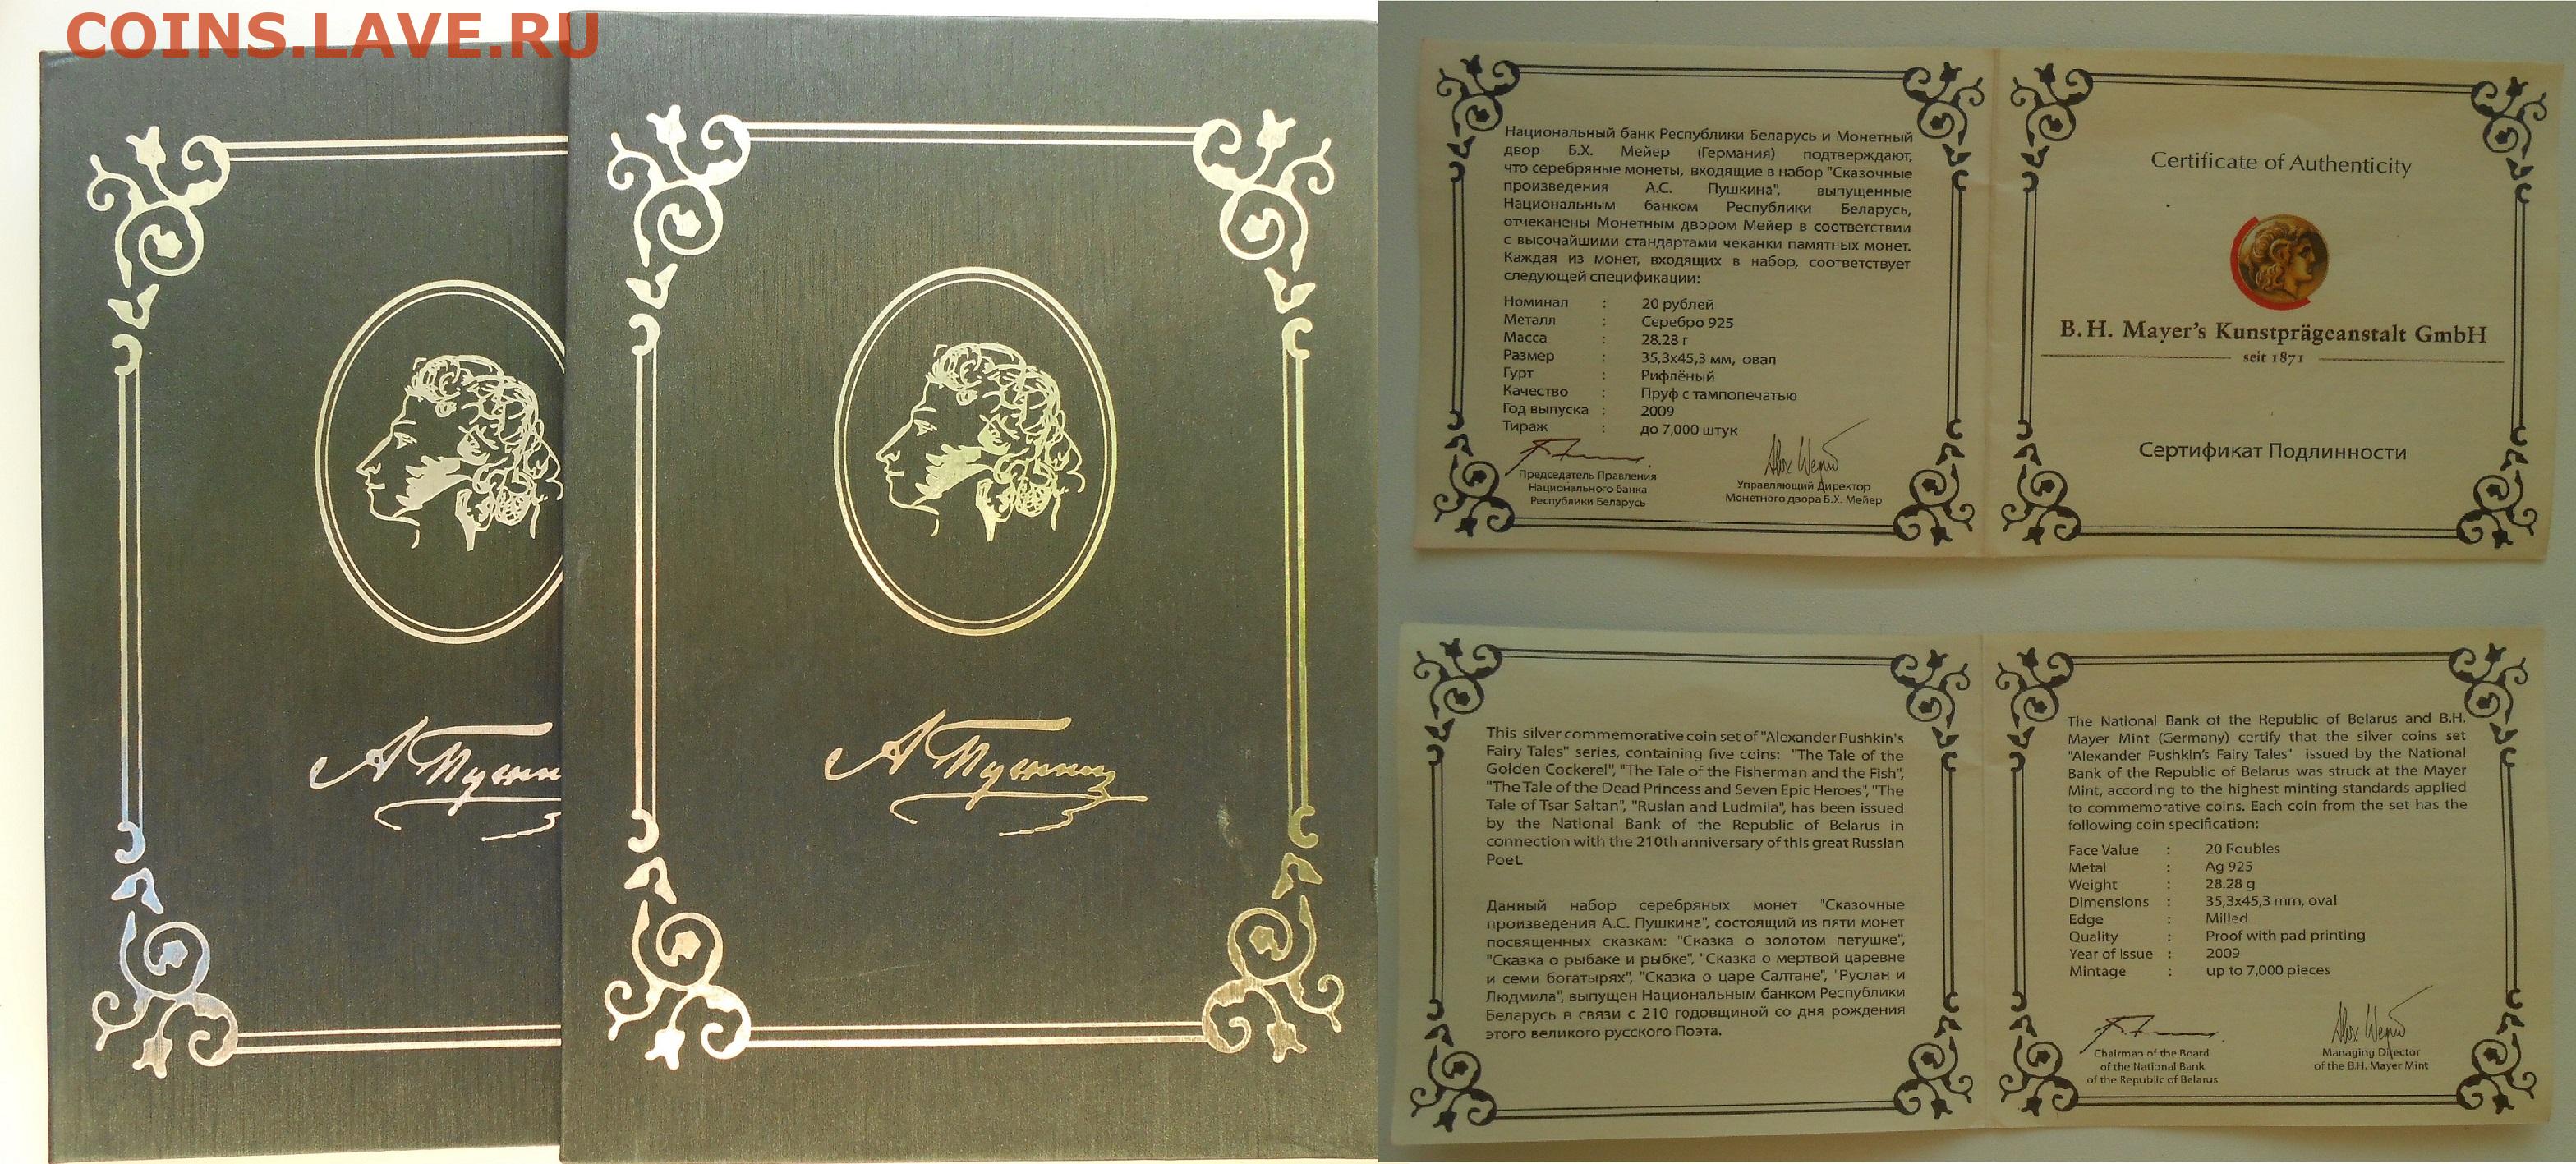 COINS.LAVE.RU
А Пушкин
А Пушкин
Национальный банк Республики Беларусь и Монетный
двор Б.Х. Мейер (Германия) подтверждают,
что серебряные монеты, входящие в набор "Сказочные
произведения А.С. Пушкина", выпущенные
Национальным банком Республики Беларусь,
отчеканены Монетным двором Мейер в соответствии
с высочайшими стандартами чеканки памятных монет.
Каждая из монет, входящих в набор, соответствует
следующей спецификации:
Номинал : 20 рублей
Металл : Серебро 925
Масса : 28.28 г
Размер : 35,3х45,3 мм, овал
Гурт : Рифлёный
Качество : Пруф с тампопечатью
Год выпуска : 2009
Тираж : до 7,000 штук
Председатель Правления
Национального банка
Республики Беларусь
Управляющий Директор
Монетного двора Б.Х. Мейер
Certificate of Authenticity
B.H. Mayer's Kunstprägeanstalt GmbH
seit 1871
Сертификат Подлинности
This silver commemorative coin set of "Alexander Pushkin's
Fairy Tales" series, containing five coins: "The Tale of the
Golden Cockerel", "The Tale of the Fisherman and the Fish",
"The Tale of the Dead Princess and Seven Epic Heroes", "The
Tale of Tsar Saltan", "Ruslan and Ludmila", has been issued
by the National Bank of the Republic of Belarus in
connection with the 210th anniversary of this great Russian
Poet.
Данный набор серебряных монет "Сказочные
произведения А.С. Пушкина", состоящий из пяти монет
посвященных сказкам: "Сказка о золотом петушке",
"Сказка о рыбаке и рыбке", "Сказка о мертвой царевне
и семи богатырях", "Сказка о царе Салтане", "Руслан и
Людмила", выпущен Национальным банком Республики
Беларусь в связи с 210 годовщиной со дня рождения
этого великого русского Поэта.
The National Bank of the Republic of Belarus and B.H.
Mayer Mint (Germany) certify that the silver coins set
"Alexander Pushkin's Fairy Tales" issued by the National
Bank of the Republic of Belarus was struck at the Mayer
Mint, according to the highest minting standards applied
to commemorative coins. Each coin from the set has the
following coin specification:
Face Value : 20 Roubles
Metal : Ag 925
Weight : 28.28 g
Dimensions : 35,3x45,3 mm, oval
Edge : Milled
Quality : Proof with pad printing
Year of Issue : 2009
Mintage : up to 7,000 pieces
Chairman of the Board
of the National Bank
of the Republic of Belarus
Managing Director
of the B.H. Mayer Mint